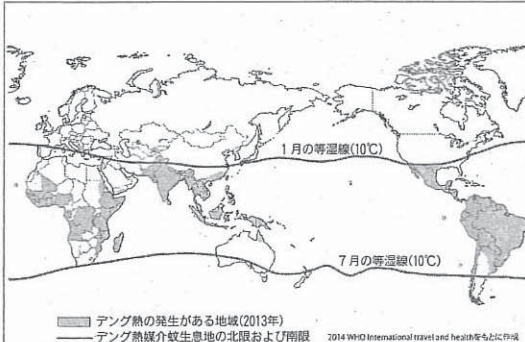 1月の等湿線(10℃)
7月の等湿線(10℃)
デング熱の発生がある地域(2013年)
デング熱媒介蚊生息地の北限および南限
2014 WHO International travel and healthをもとに作成